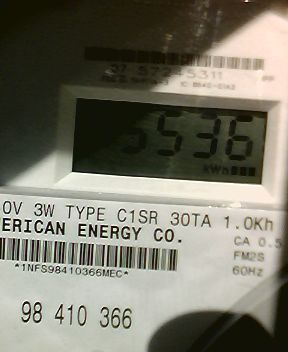 5536
kWh
0V 3W TYPE C1SR 30TA 1.0Kh
ERICAN ENERGY CO.
CA 0.5
FM2S
60Hz
*1NFS98410366MEC*
98 410 366